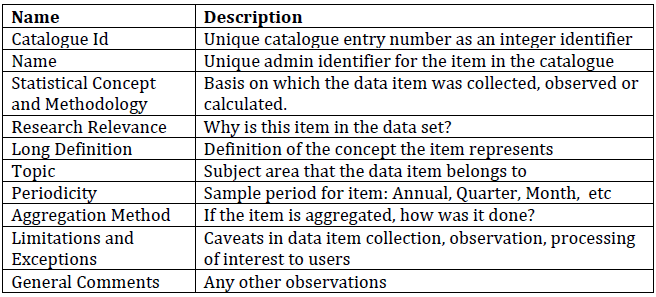 Name Description
Catalogue Id Unique catalogue entry number as an integer identifier
Name Unique admin identifier for the item in the catalogue
Statistical Concept Basis on which the data item was collected, observed or
and Methodology calculated.
Research Relevance Why is this item in the data set?
Long Definition Definition of the concept the item represents
Topic Subject area that the data item belongs to
Periodicity Sample period for item: Annual, Quarter, Month, etc
Aggregation Method If the item is aggregated, how was it done?
Limitations and Caveats in data item collection, observation, processing
Exceptions of interest to users
General Comments Any other observations